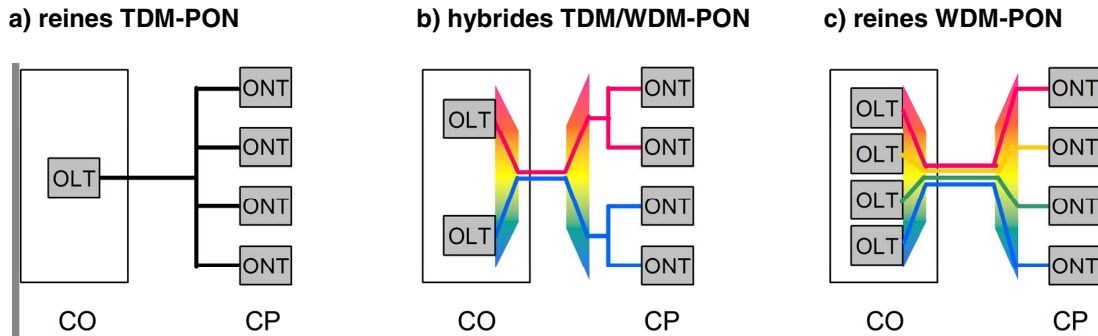 a) reines TDM-PON
b) hybrides TDM/WDM-PON
c) reines WDM-PON
OLT
ONT
ONT
ONT
ONT
CO
CP
OLT
OLT
ONT
ONT
ONT
ONT
CO
CP
OLT
OLT
OLT
OLT
ONT
ONT
ONT
ONT
CO
CP